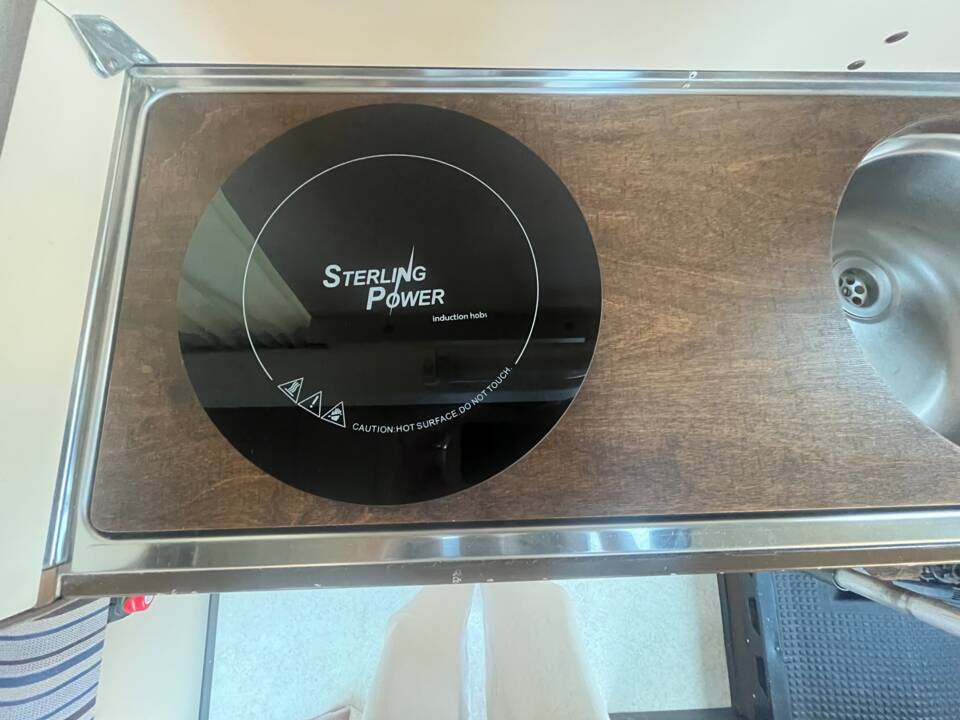 STERLING
POWER
induction hobs
CAUTION:HOT SURFACE.DO NOT TOUCH.